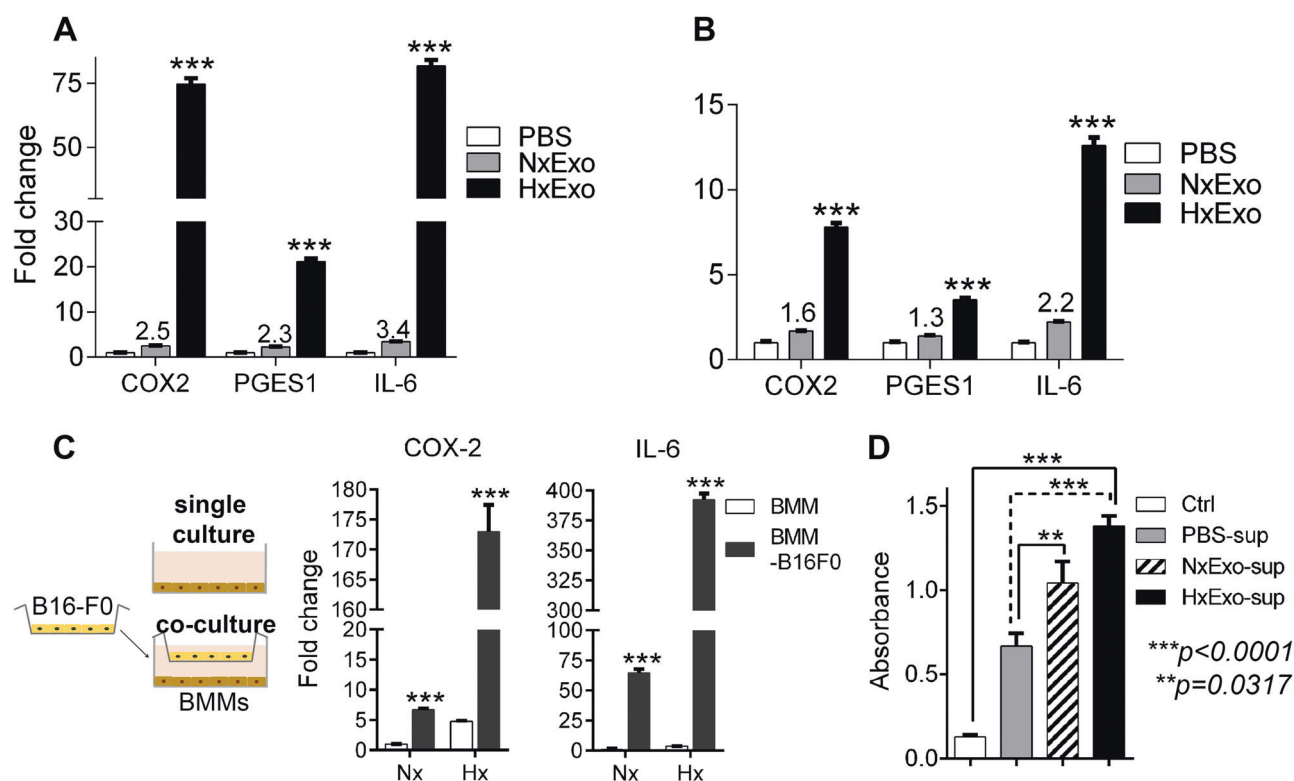 A
***
***
75
50
30
20
10
0
Fold change
***
2.5
2.3
3.4
COX2
PGES1
IL-6
PBS
NxExo
HxExo
B
15
10
5
0
***
***
***
1.6
1.3
2.2
COX2
PGES1
IL-6
PBS
NxExo
HxExo
C
single
culture
B16-F0
co-culture
BMMs
COX-2
Fold change
180
175
170
165
160
20
15
10
5
0
***
***
Nx
Hx
IL-6
400
375
350
325
300
100
75
50
25
0
***
***
Nx
Hx
BMM
BMM
-B16F0
D
Absorbance
1.5
1.0
0.5
0.0
***
***
**
Ctrl
PBS-sup
NxExo-sup
HxExo-sup
***p<0.0001
**p=0.0317